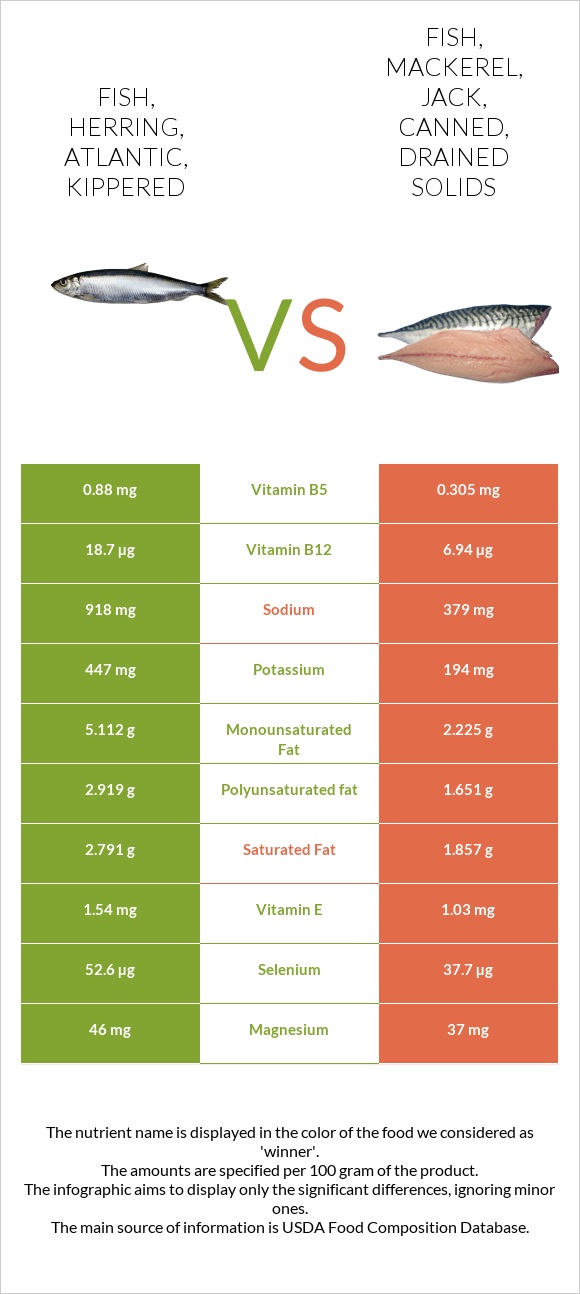 FISH,
HERRING,
ATLANTIC,
KIPPERED
FISH,
MACKEREL,
JACK,
CANNED,
DRAINED
SOLIDS
VS
0.88 mg Vitamin B5 0.305 mg
18.7 µg Vitamin B12 6.94 µg
918 mg Sodium 379 mg
447 mg Potassium 194 mg
5.112 g Monounsaturated 2.225 g
Fat
2.919 g Polyunsaturated fat 1.651 g
2.791 g Saturated Fat 1.857 g
1.54 mg Vitamin E 1.03 mg
52.6 µg Selenium 37.7 µg
46 mg Magnesium 37 mg
The nutrient name is displayed in the color of the food we considered as
'winner'.
The amounts are specified per 100 gram of the product.
The infographic aims to display only the significant differences, ignoring minor
ones.
The main source of information is USDA Food Composition Database.